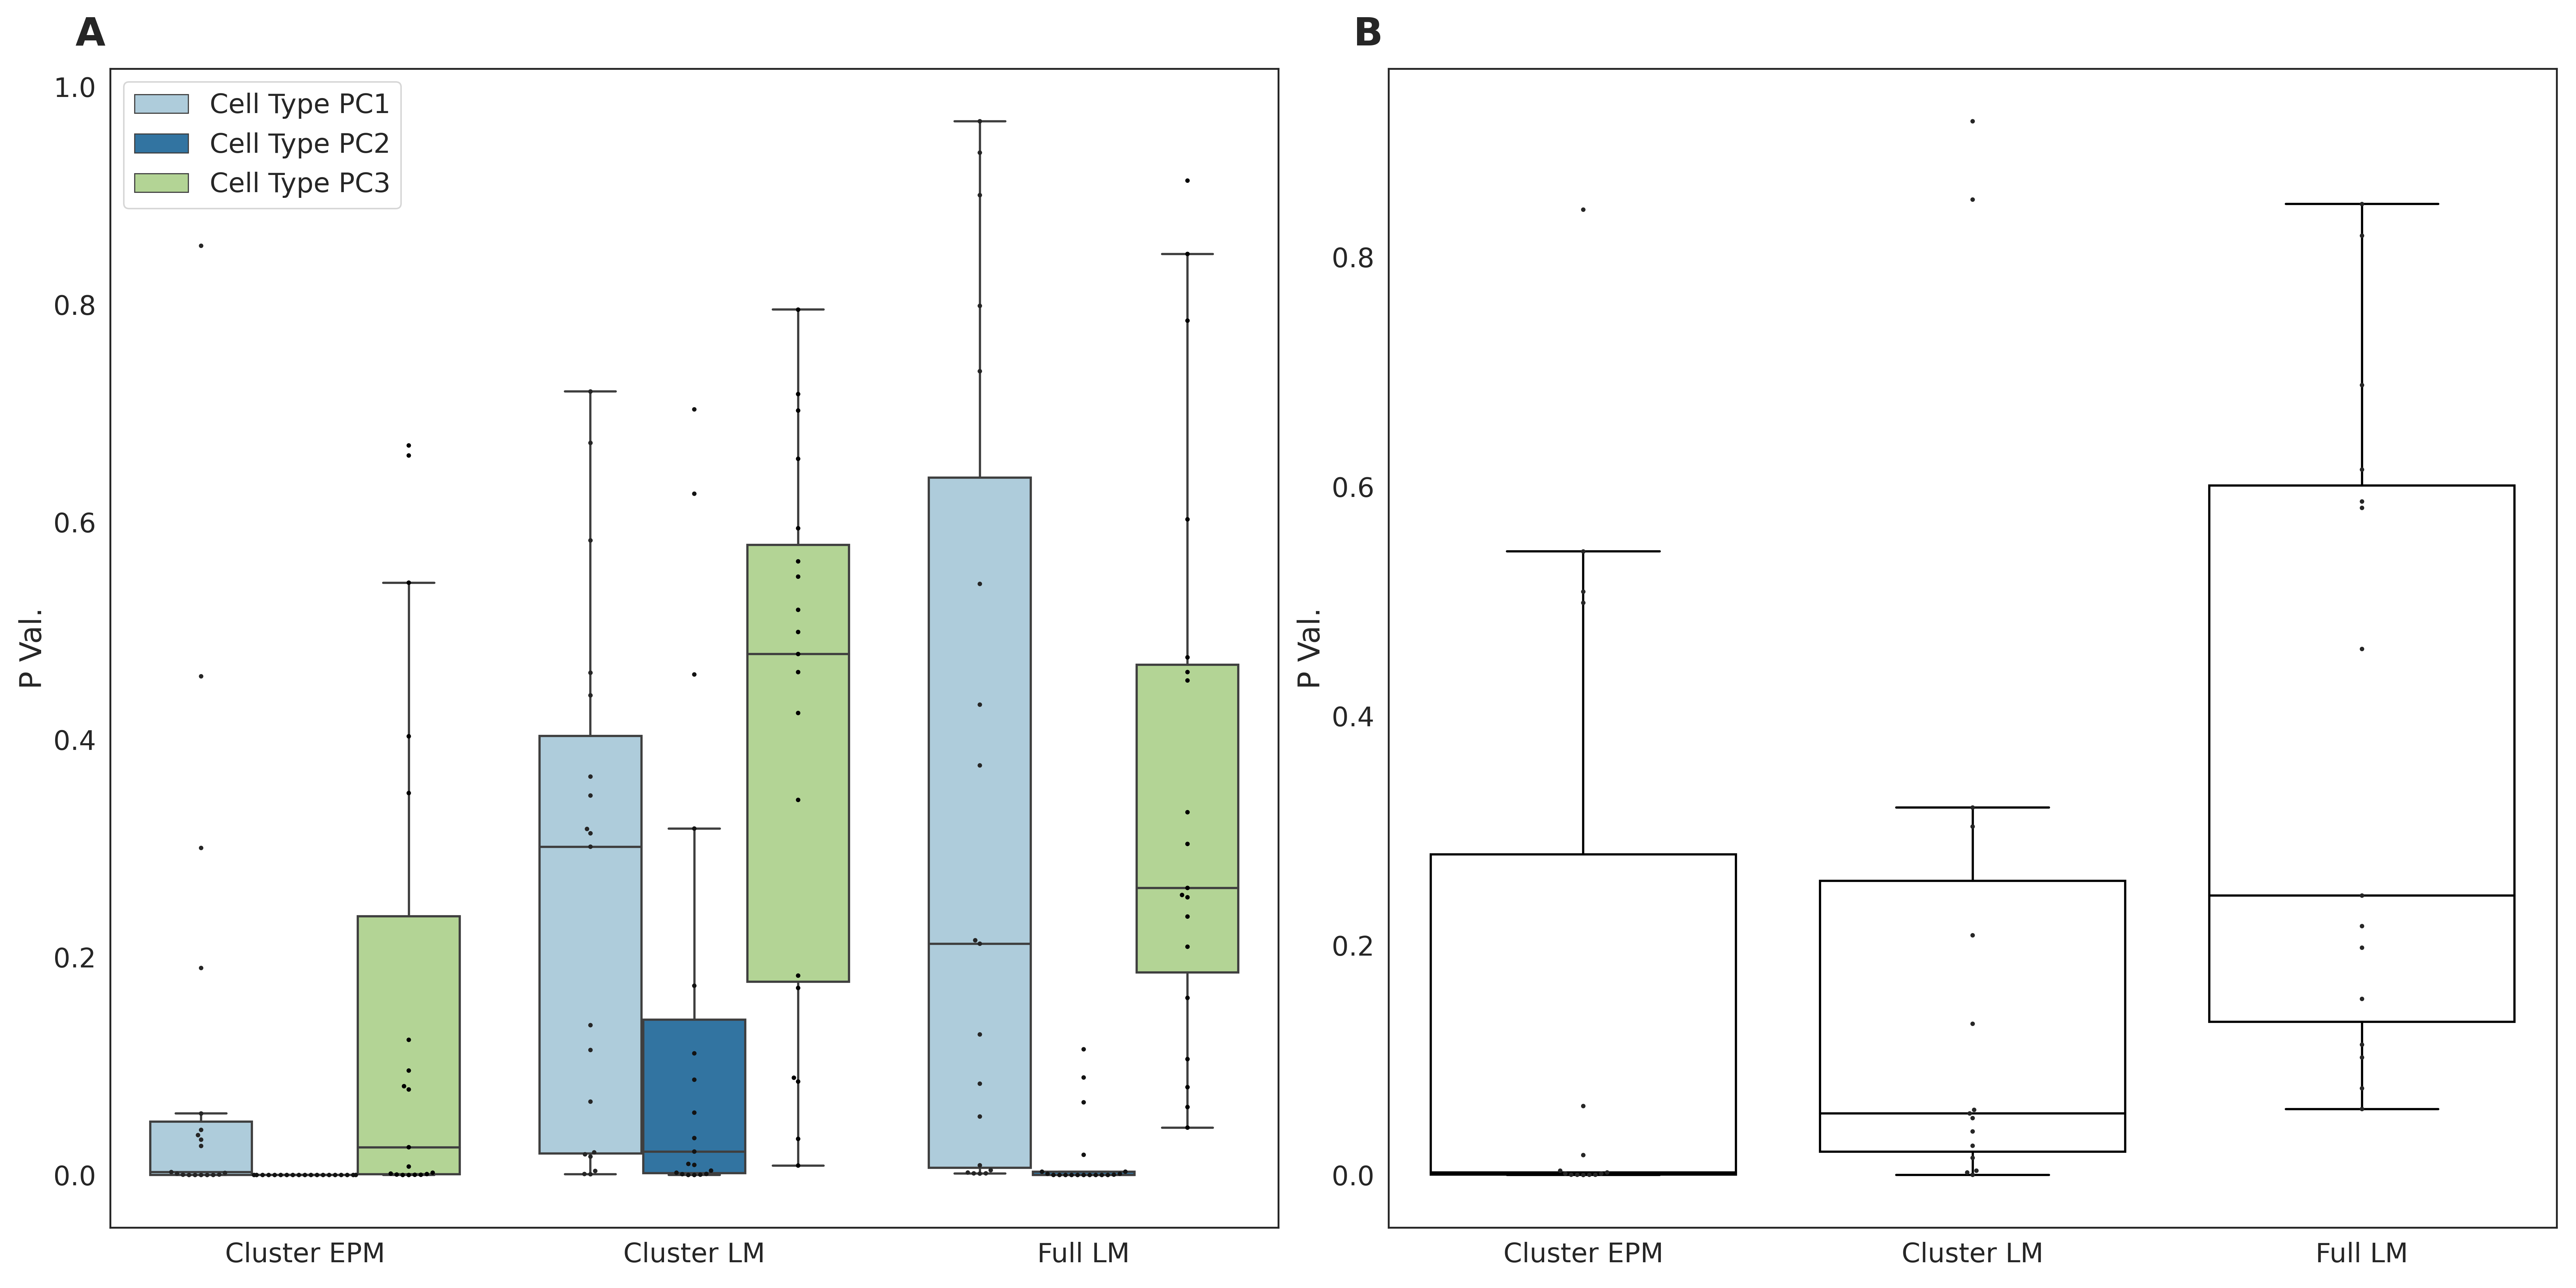 A
B
1.0
0.8
0.6
0.4
0.2
0.0
P Val.
Cell Type PC1
Cell Type PC2
Cell Type PC3
Cluster EPM
Cluster LM
Full LM
0.8
0.6
0.4
0.2
0.0
P Val.
Cluster EPM
Cluster LM
Full LM